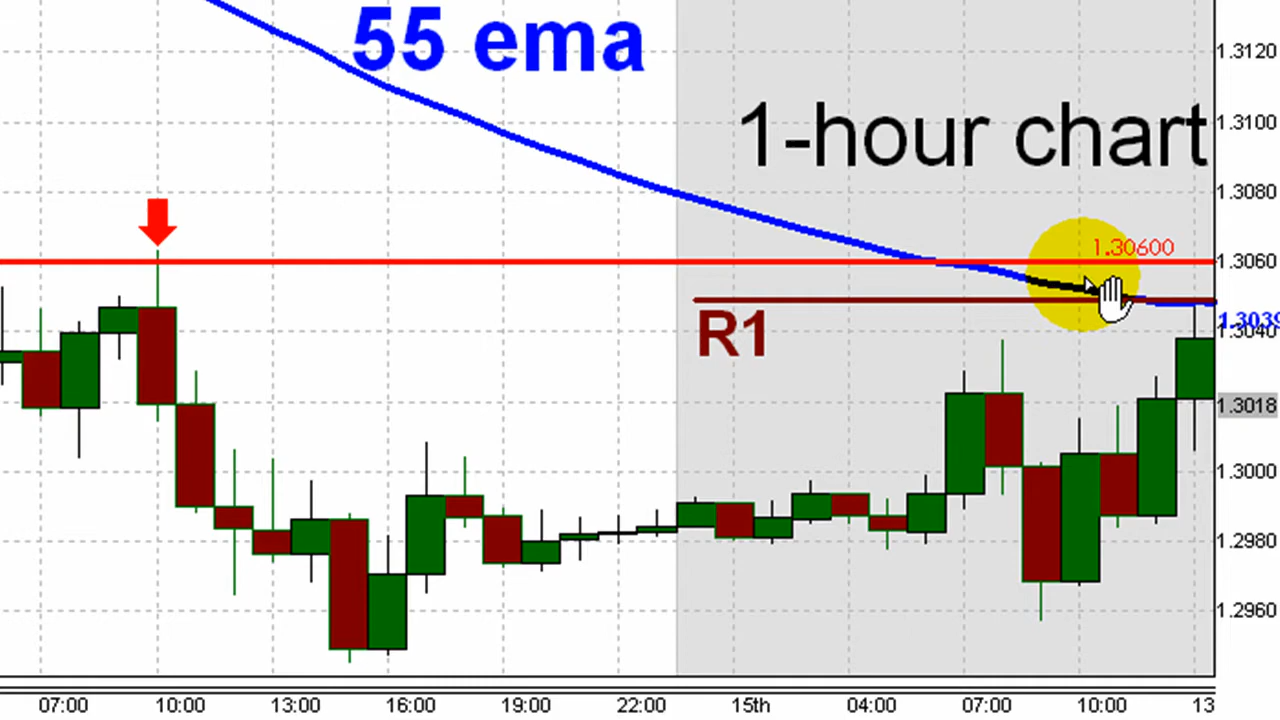 55 ema
1-hour chart
1.30600
R1
1.3120
1.3100
1.3080
1.3060
1.3040
1.3018
1.3000
1.2980
1.2960
07:00 10:00 13:00 16:00 19:00 22:00 15th 04:00 07:00 10:00 13